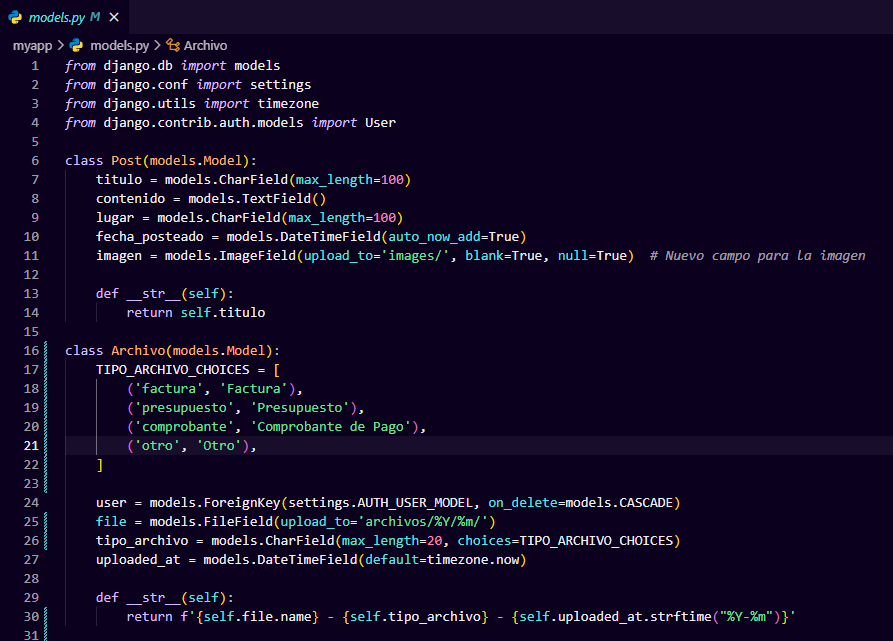 models.py M ×
myapp > models.py > Archivo
1 from django.db import models
2 from django.conf import settings
3 from django.utils import timezone
4 from django.contrib.auth.models import User
5
6 class Post(models.Model):
7     titulo = models.CharField(max_length=100)
8     contenido = models.TextField()
9     lugar = models.CharField(max_length=100)
10     fecha_posteado = models.DateTimeField(auto_now_add=True)
11     imagen = models.ImageField(upload_to='images/', blank=True, null=True)  # Nuevo campo para la imagen
12
13     def __str__(self):
14         return self.titulo
15
16 class Archivo(models.Model):
17     TIPO_ARCHIVO_CHOICES = [
18         ('factura', 'Factura'),
19         ('presupuesto', 'Presupuesto'),
20         ('comprobante', 'Comprobante de Pago'),
21         ('otro', 'Otro'),
22     ]
23
24     user = models.ForeignKey(settings.AUTH_USER_MODEL, on_delete=models.CASCADE)
25     file = models.FileField(upload_to='archivos/%Y/%m/')
26     tipo_archivo = models.CharField(max_length=20, choices=TIPO_ARCHIVO_CHOICES)
27     uploaded_at = models.DateTimeField(default=timezone.now)
28
29     def __str__(self):
30         return f'{self.file.name} - {self.tipo_archivo} - {self.uploaded_at.strftime("%Y-%m")}'
31